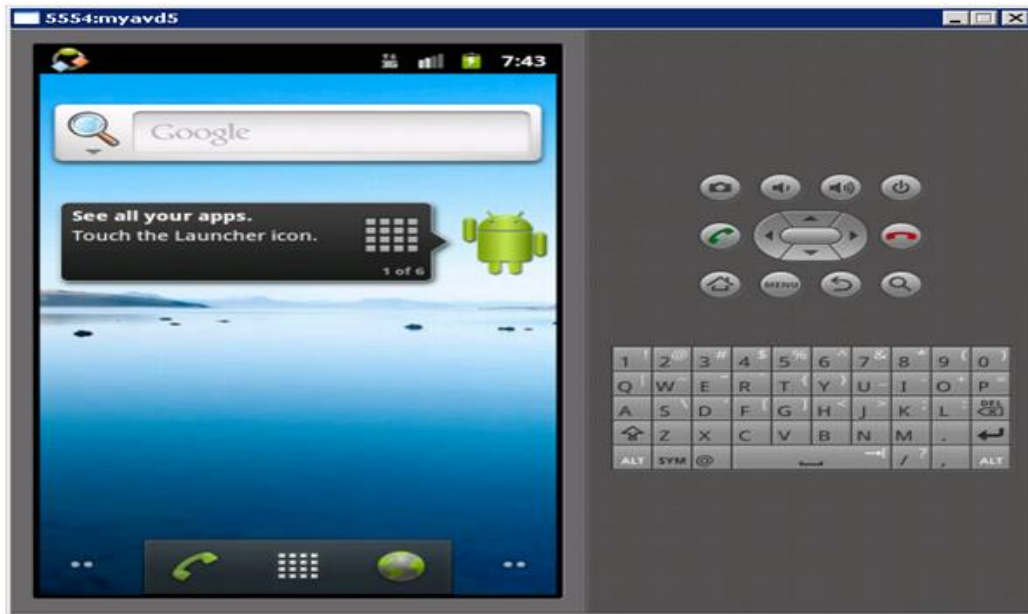 5554:myavd5
3G
7:43
Google
See all your apps.
Touch the Launcher icon.
1 of 6
MENU
1 ! 2 @ 3 # 4 $ 5 % 6 ^ 7 & 8 * 9 ( 0 )
Q | W ~ E " R ` T { Y } U _ I - O + P =
A S \ D ' F [ G ] H < J > K ; L : DEL
Z X C V B N M .
ALT SYM @ / ? , ALT